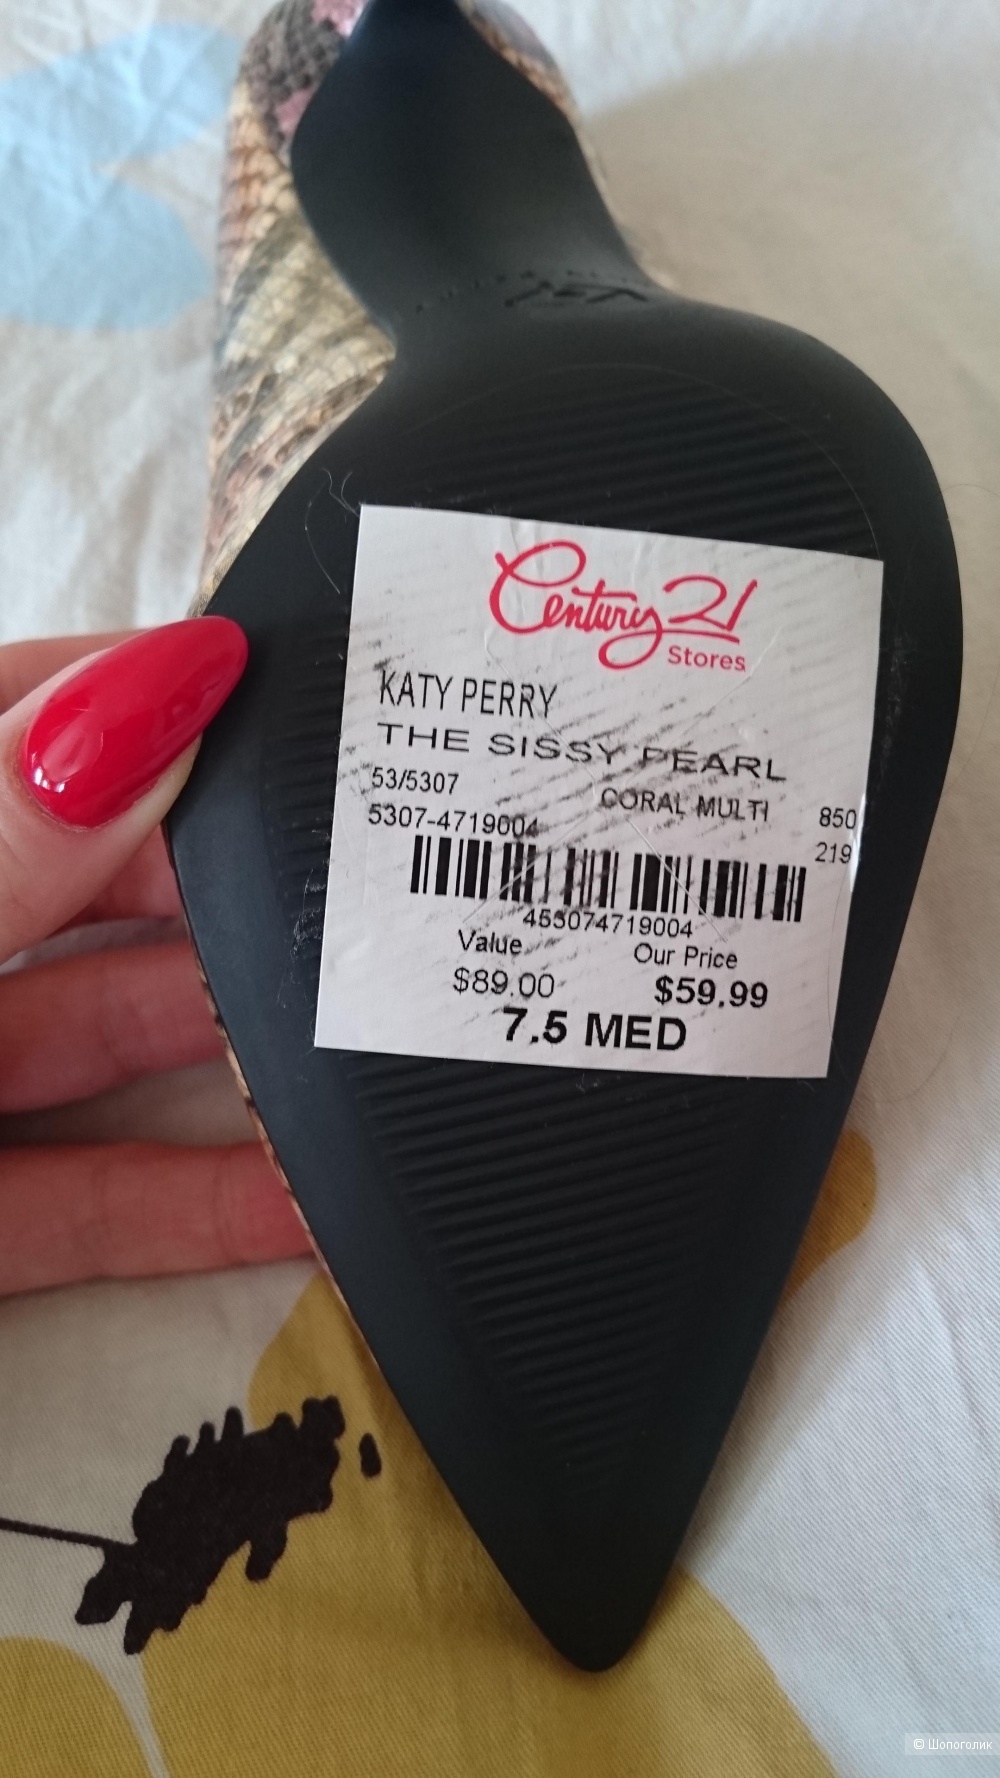 Century 21
Stores
KATY PERRY
THE SISSY PEARL
53/5307
CORAL MULTI
850
5307-4719004
219
453074719004
Value
Our Price
$89.00
$59.99
7.5 MED
© Шопоголик